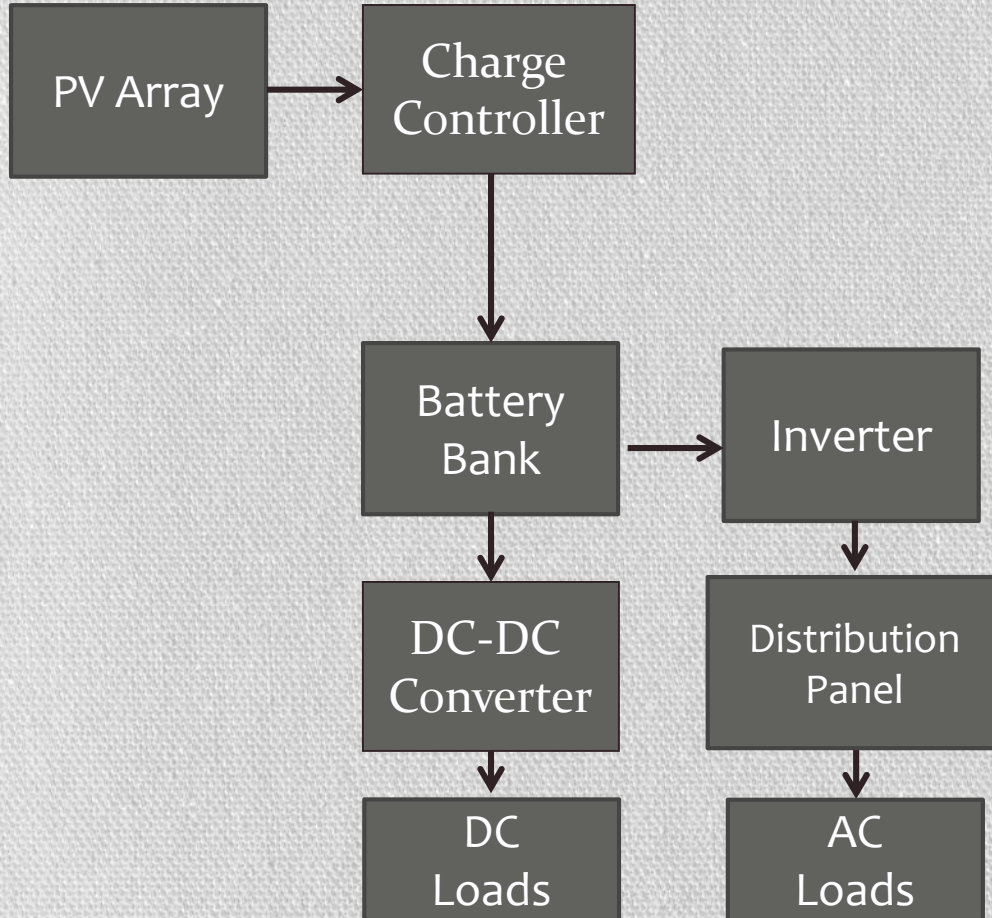 PV Array
Charge
Controller
Battery
Bank
Inverter
DC-DC
Converter
Distribution
Panel
DC
Loads
AC
Loads